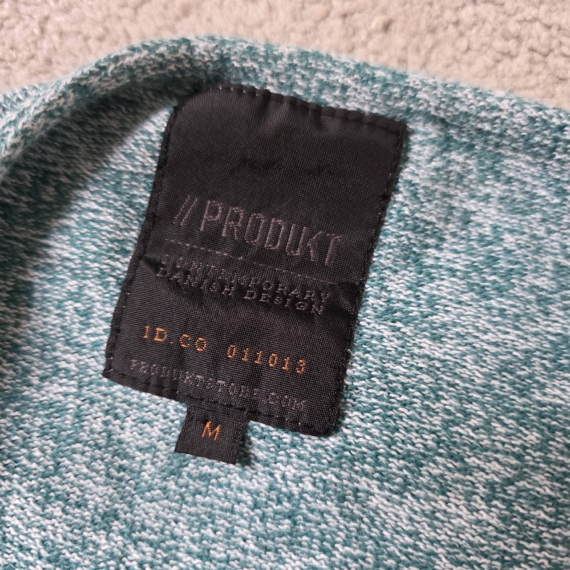 // PRODUKT
CONTEMPORARY
DANISH DESIGN
ID.CO 011013
PRODUKTSTORE.COM
M